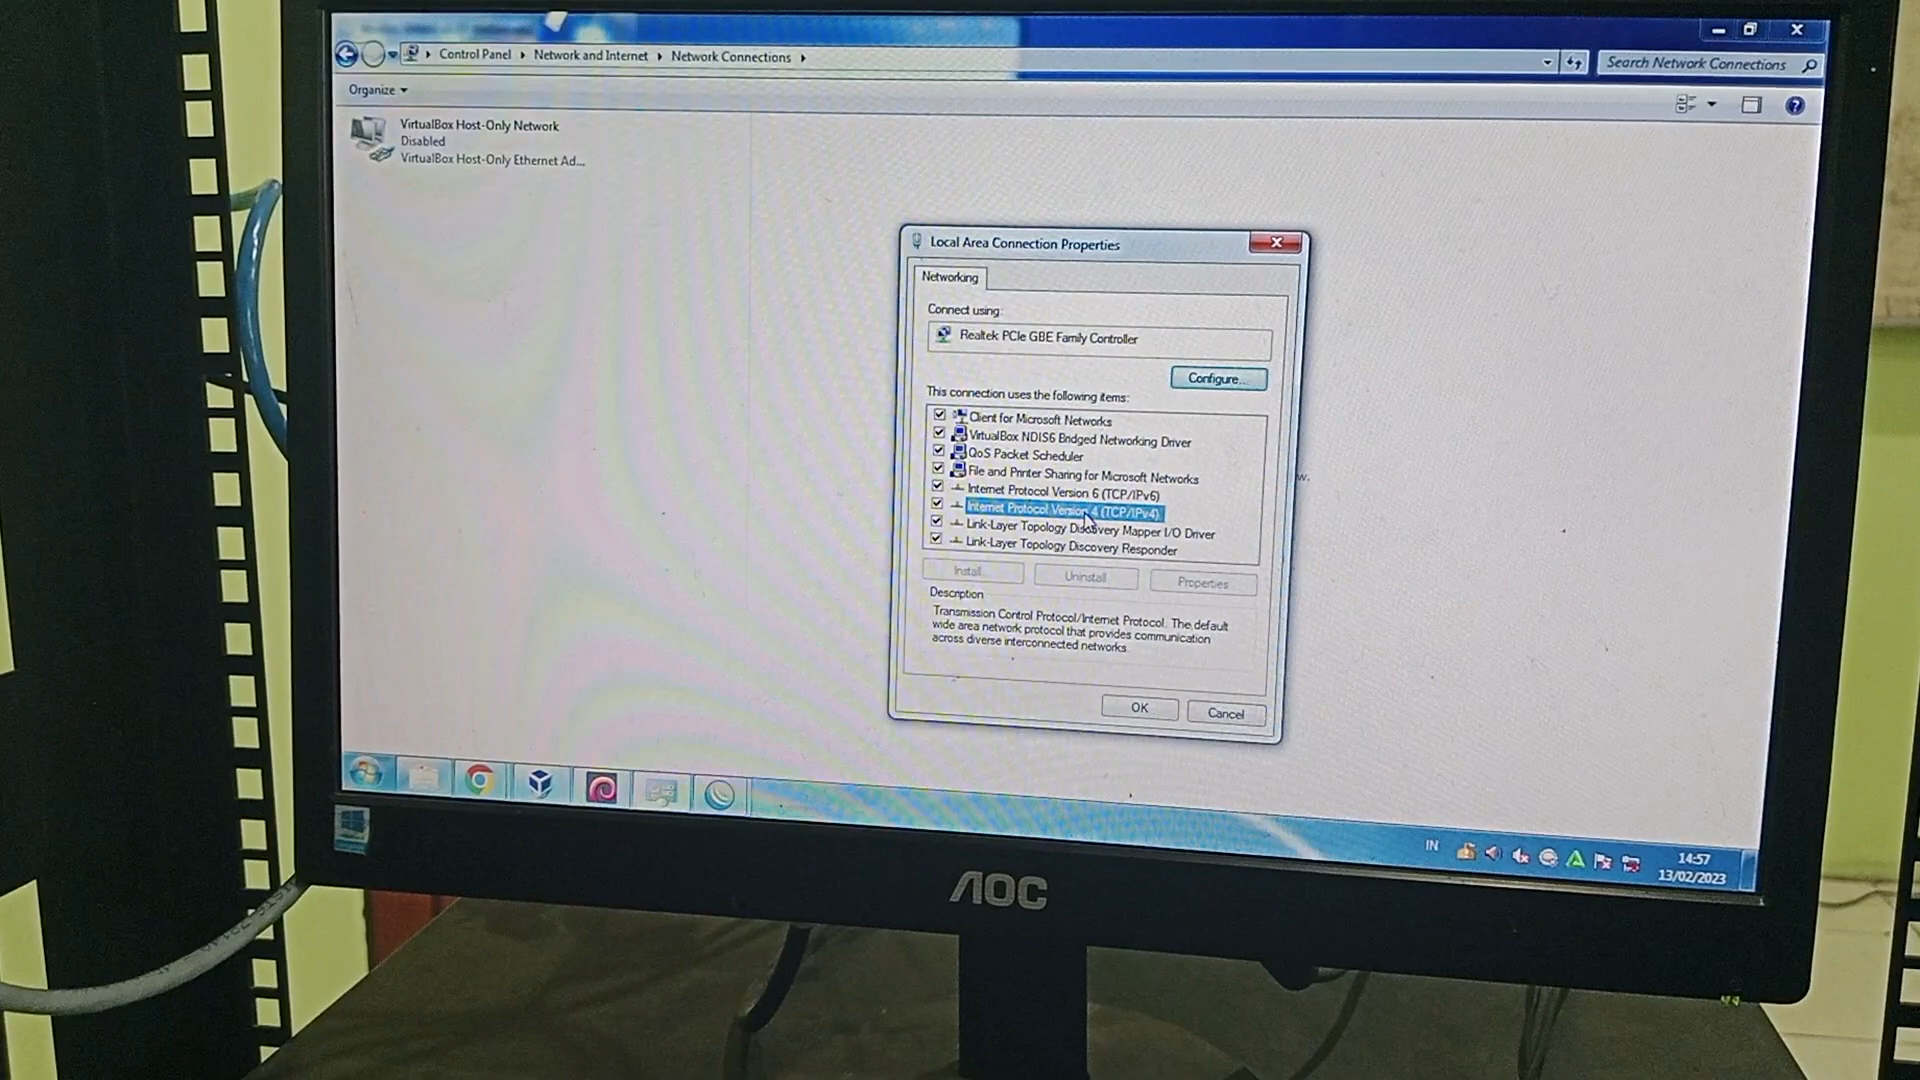 Control Panel
Network and Internet
Network Connections
Search Network Connections
Organize
VirtualBox Host-Only Network
Disabled
VirtualBox Host-Only Ethernet Ad...
Local Area Connection Properties
Networking
Connect using:
Realtek PCIe GBE Family Controller
Configure...
This connection uses the following items:
Client for Microsoft Networks
VirtualBox NDIS6 Bridged Networking Driver
QoS Packet Scheduler
File and Printer Sharing for Microsoft Networks
Internet Protocol Version 6 (TCP/IPv6)
Internet Protocol Version 4 (TCP/IPv4)
Link-Layer Topology Discovery Mapper I/O Driver
Link-Layer Topology Discovery Responder
Install...
Uninstall
Properties
Description
Transmission Control Protocol/Internet Protocol. The default
wide area network protocol that provides communication
across diverse interconnected networks.
OK
Cancel
w.
IN
14:57
13/02/2023
AOC